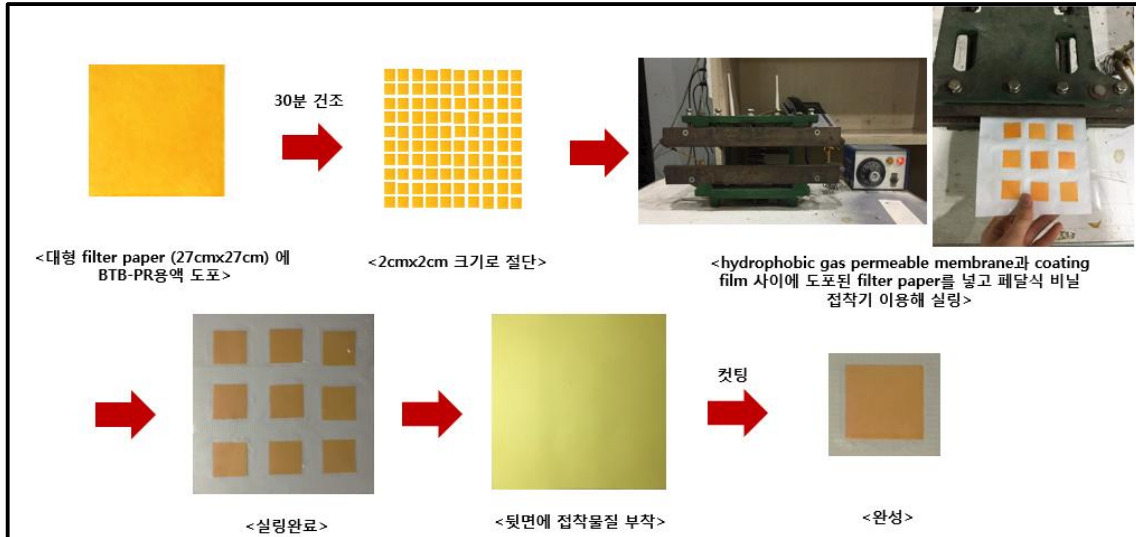 30분 건조
<대형 filter paper (27cmx27cm) 에
BTB-PR용액 도포>
<2cmx2cm 크기로 절단>
<hydrophobic gas permeable membrane과 coating
film 사이에 도포된 filter paper를 넣고 페달식 비닐
접착기 이용해 실링>
컷팅
<실링완료>
<뒷면에 접착물질 부착>
<완성>